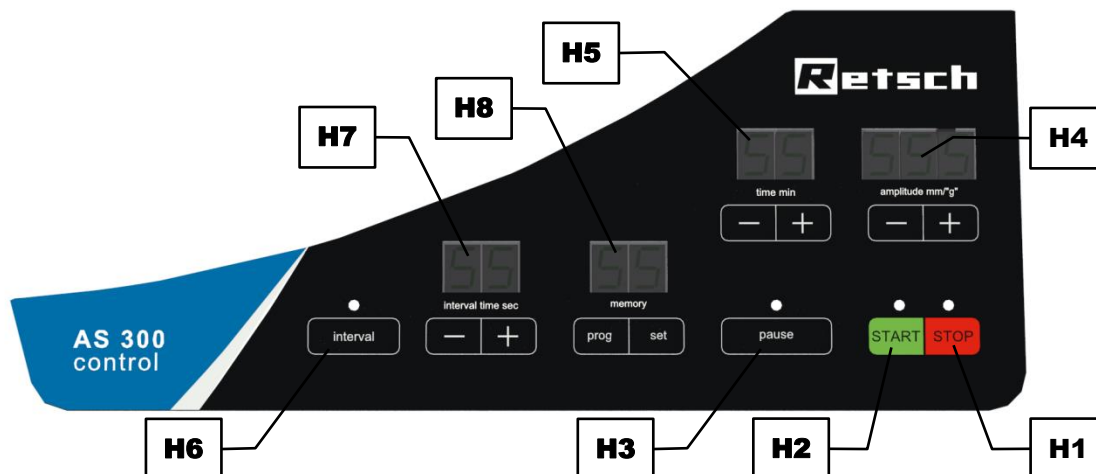 H5
Retsch
H8
H7
H4
time min
amplitude mm/"g"
− +
− +
interval time sec
memory
AS 300
control
interval
− +
prog set
pause
START STOP
H6
H3
H2
H1